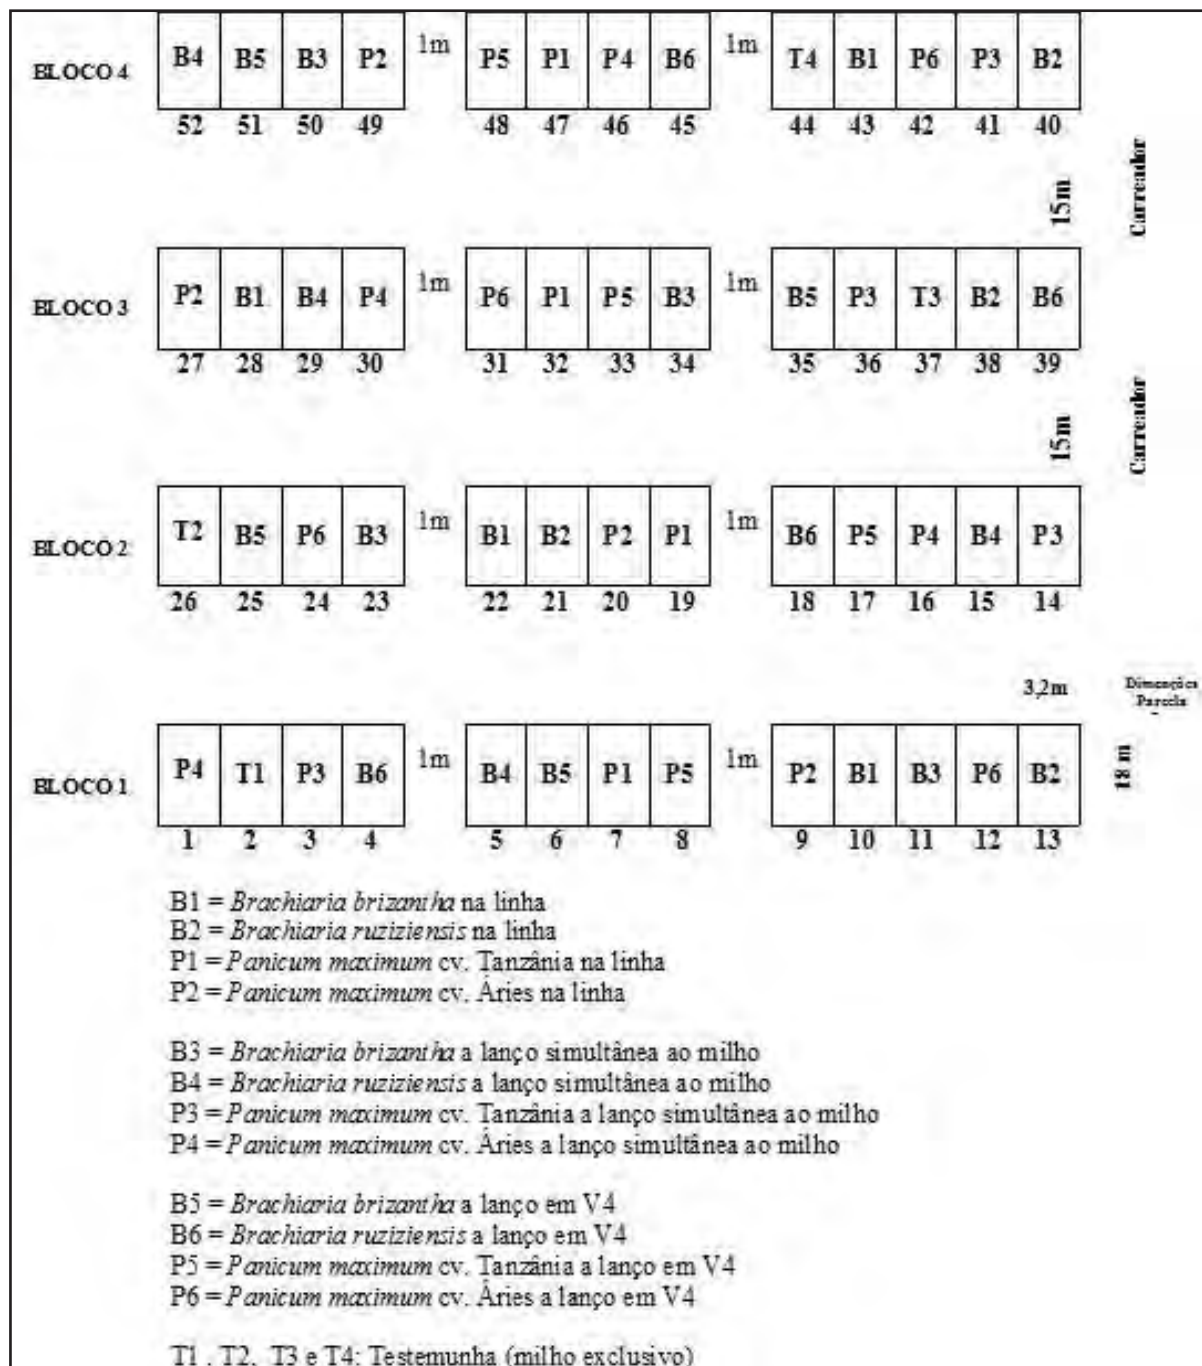 BLOCO 4 B4 B5 B3 P2 1m P5 P1 P4 B6 1m T4 B1 P6 P3 B2
52 51 50 49 48 47 46 45 44 43 42 41 40
15m Carreador
BLOCO 3 P2 B1 B4 P4 1m P6 P1 P5 B3 1m B5 P3 T3 B2 B6
27 28 29 30 31 32 33 34 35 36 37 38 39
15m Carreador
BLOCO 2 T2 B5 P6 B3 1m B1 B2 P2 P1 1m B6 P5 P4 B4 P3
26 25 24 23 22 21 20 19 18 17 16 15 14
3,2m Dimenções
Parcela
BLOCO 1 P4 T1 P3 B6 1m B4 B5 P1 P5 1m P2 B1 B3 P6 B2 18 m
1 2 3 4 5 6 7 8 9 10 11 12 13
B1 = Brachiaria brizantha na linha
B2 = Brachiaria ruziziensis na linha
P1 = Panicum maximum cv. Tanzânia na linha
P2 = Panicum maximum cv. Áries na linha
B3 = Brachiaria brizantha a lanço simultânea ao milho
B4 = Brachiaria ruziziensis a lanço simultânea ao milho
P3 = Panicum maximum cv. Tanzânia a lanço simultânea ao milho
P4 = Panicum maximum cv. Áries a lanço simultânea ao milho
B5 = Brachiaria brizantha a lanço em V4
B6 = Brachiaria ruziziensis a lanço em V4
P5 = Panicum maximum cv. Tanzânia a lanço em V4
P6 = Panicum maximum cv. Áries a lanço em V4
T1 , T2, T3 e T4: Testemunha (milho exclusivo)